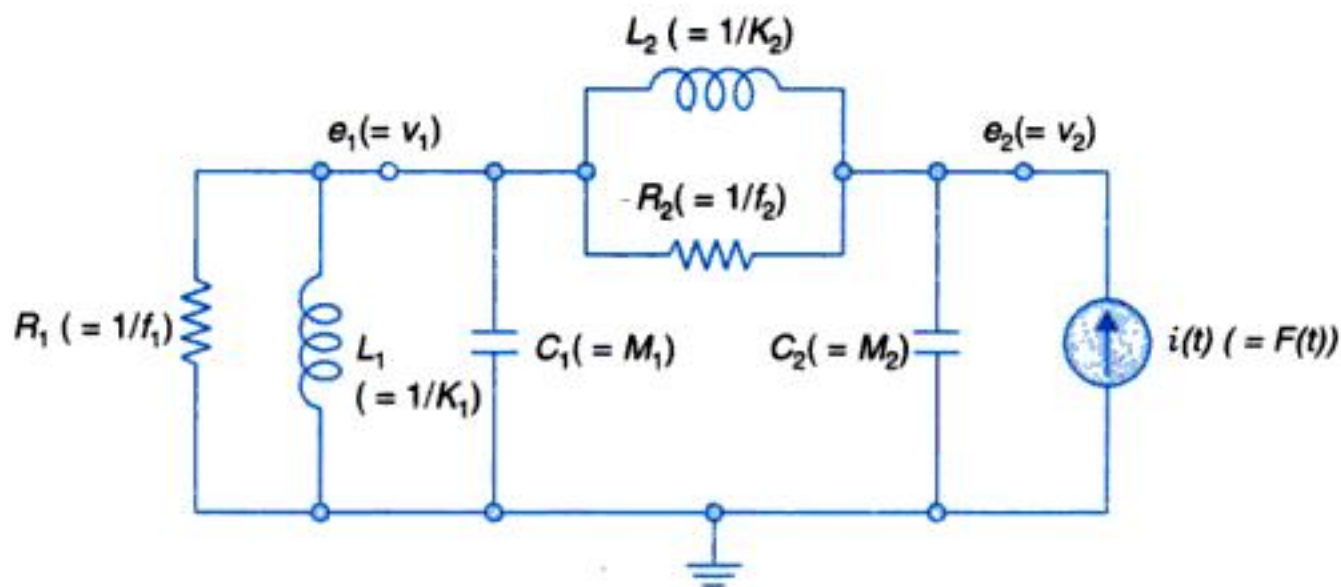 L₂ ( = 1/K₂)
e₁(= v₁)
e₂(= v₂)
R₂(= 1/f₂)
R₁ (= 1/f₁)
L₁
( = 1/K₁)
C₁(= M₁)
C₂(= M₂)
i(t) ( = F(t))